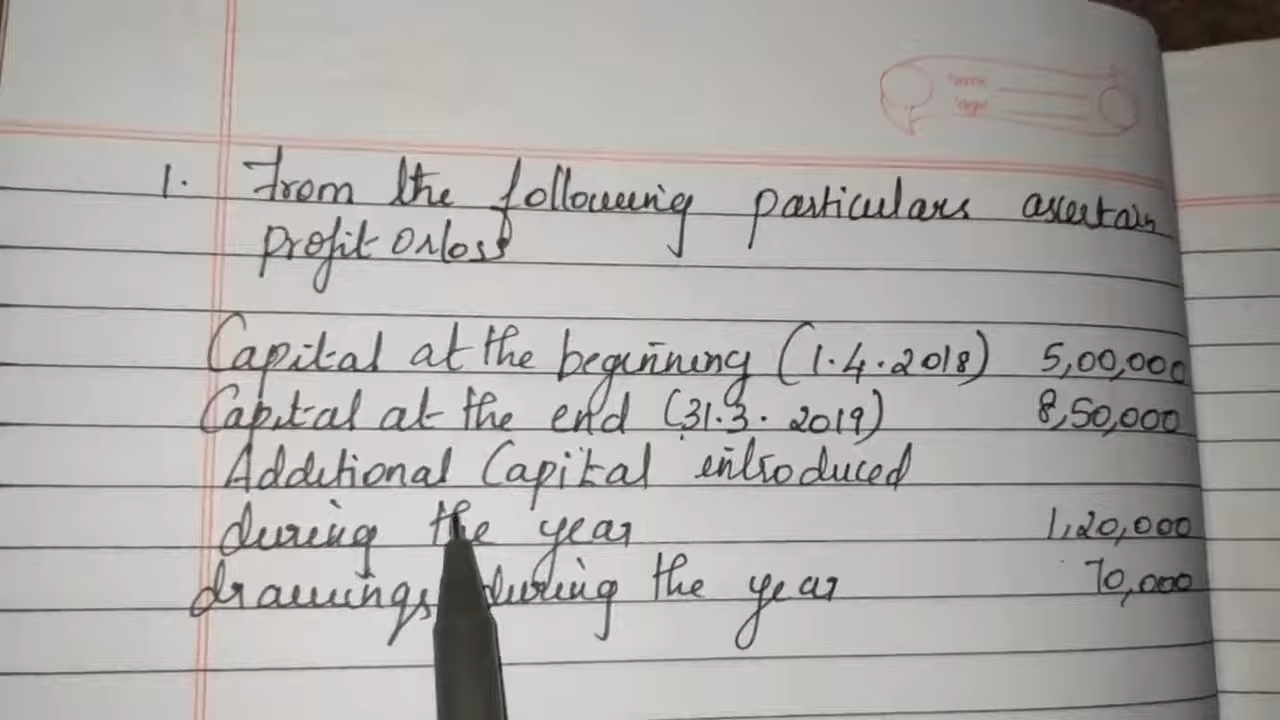 1. From the following particulars ascertain
profit or loss
Capital at the beginning (1.4.2018) 5,00,000
Capital at the end (31.3.2019) 8,50,000
Additional Capital introduced
during the year 1,20,000
drawings during the year 70,000